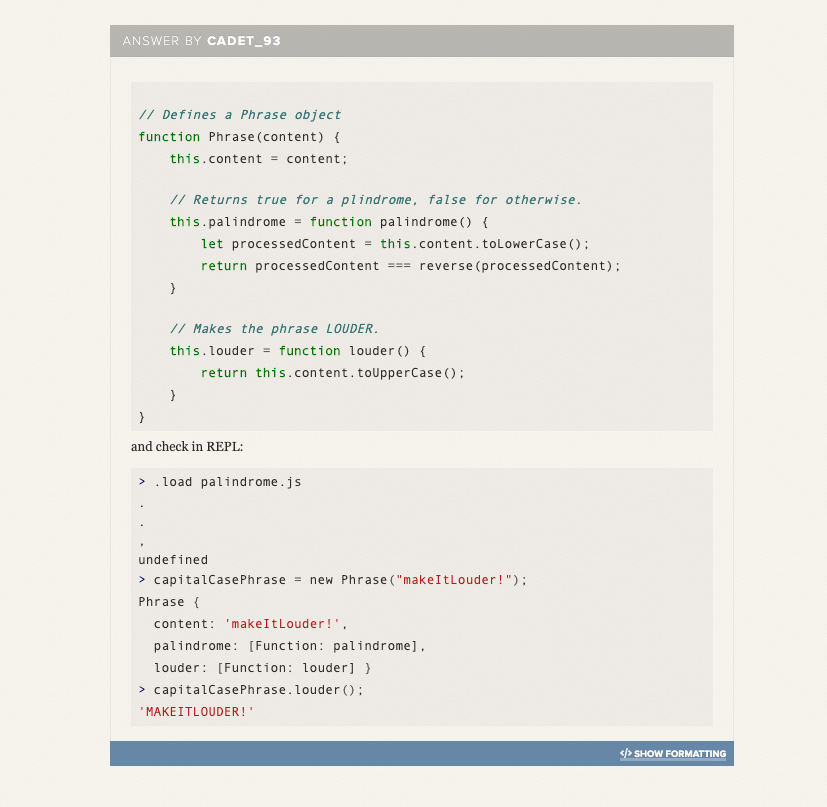 ANSWER BY CADET_93
// Defines a Phrase object
function Phrase(content) {
    this.content = content;
    // Returns true for a plindrome, false for otherwise.
    this.palindrome = function palindrome() {
        let processedContent = this.content.toLowerCase();
        return processedContent === reverse(processedContent);
    }
    // Makes the phrase LOUDER.
    this.louder = function louder() {
        return this.content.toUpperCase();
    }
}
and check in REPL:
> .load palindrome.js
.
.
,
undefined
> capitalCasePhrase = new Phrase("makeItLouder!");
Phrase {
  content: 'makeItLouder!',
  palindrome: [Function: palindrome],
  louder: [Function: louder] }
> capitalCasePhrase.louder();
'MAKEITLOUDER!'
</> SHOW FORMATTING